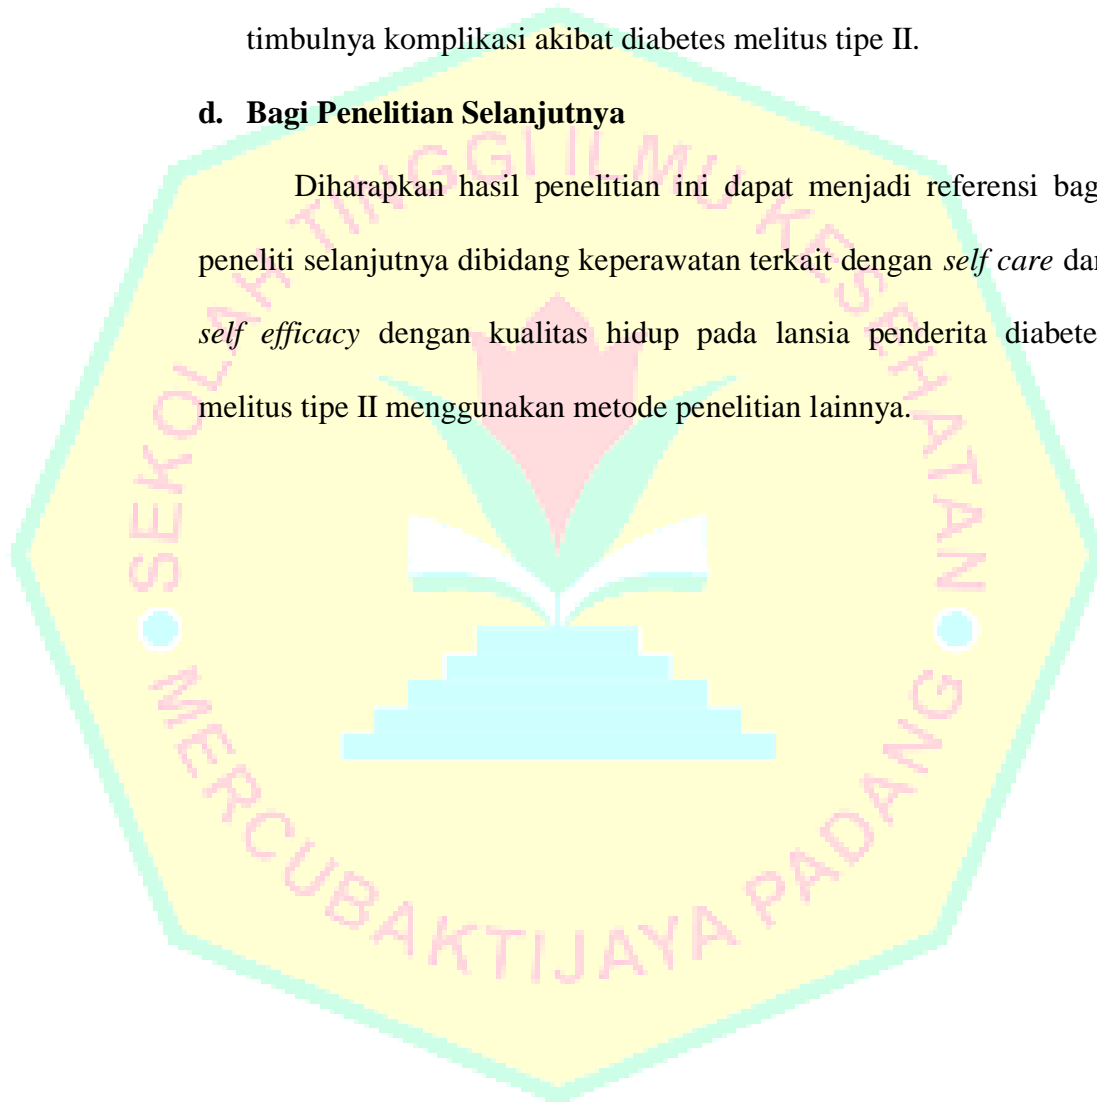 timbulnya komplikasi akibat diabetes melitus tipe II.
d. Bagi Penelitian Selanjutnya
Diharapkan hasil penelitian ini dapat menjadi referensi bag
peneliti selanjutnya dibidang keperawatan terkait dengan self care dan
self efficacy dengan kualitas hidup pada lansia penderita diabete
melitus tipe II menggunakan metode penelitian lainnya.
SEKOLAH TINGGI ILMU KESEHATAN
MERCUBAKTIJAYA PADANG